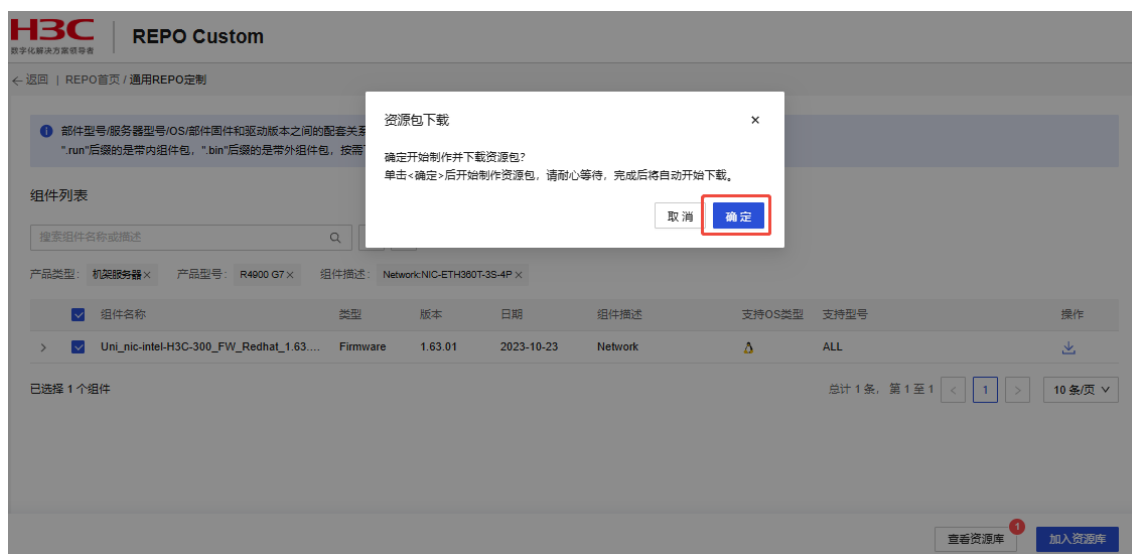 H3C
数字化解决方案领导者
REPO Custom
返回 | REPO首页 / 通用REPO定制
部件型号/服务器型号/OS/部件固件和驱动版本之间的配套关系
".run"后缀的是带内组件包，".bin"后缀的是带外组件包，按需
资源包下载
确定开始制作并下载资源包?
单击<确定>后开始制作资源包，请耐心等待，完成后将自动开始下载。
取消 确定
组件列表
搜索组件名称或描述
产品类型: 机架服务器 产品型号: R4900 G7 组件描述: Network:NIC-ETH360T-3S-4P
组件名称 类型 版本 日期 组件描述 支持OS类型 支持型号 操作
Uni_nic-intel-H3C-300_FW_Redhat_1.63.... Firmware 1.63.01 2023-10-23 Network ALL
已选择 1 个组件 总计 1 条，第 1 至 1 < 1 > 10 条/页
查看资源库 1 加入资源库